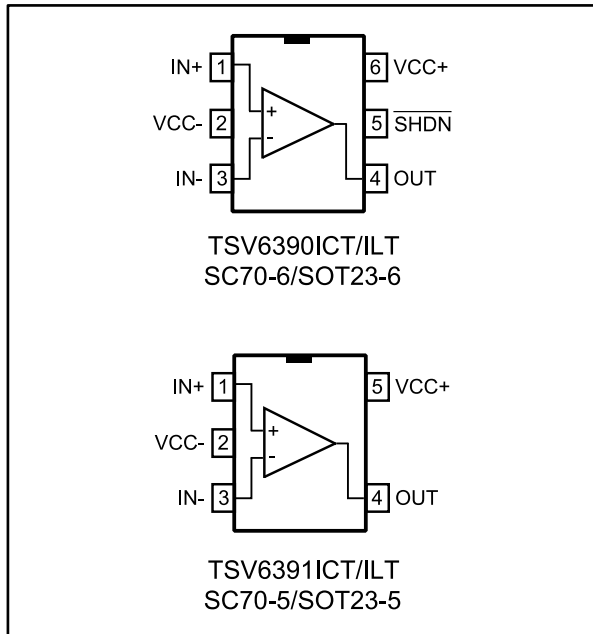 IN+ 1 6 VCC+
+
VCC- 2 5 SHDN
-
IN- 3 4 OUT
TSV6390ICT/ILT
SC70-6/SOT23-6
IN+ 1 5 VCC+
+
VCC- 2
-
IN- 3 4 OUT
TSV6391ICT/ILT
SC70-5/SOT23-5